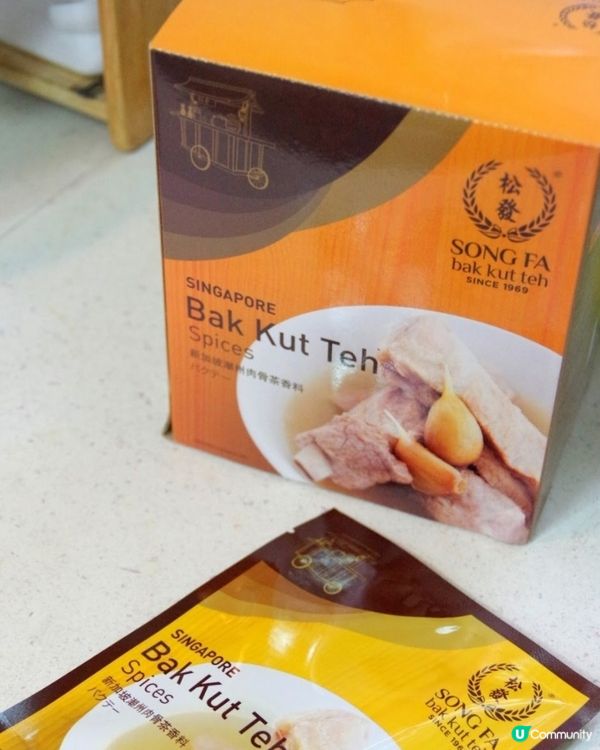 松
發
SONG FA
bak kut teh
SINCE 1969
SINGAPORE
Bak Kut Teh
Spices
新加坡潮州肉骨茶香料
バクテー
SINGAPORE
Bak Kut Teh
Spices
新加坡潮州肉骨茶香料
バクテー
松
發
SONG FA
bak kut teh
SINCE 1969
U Community